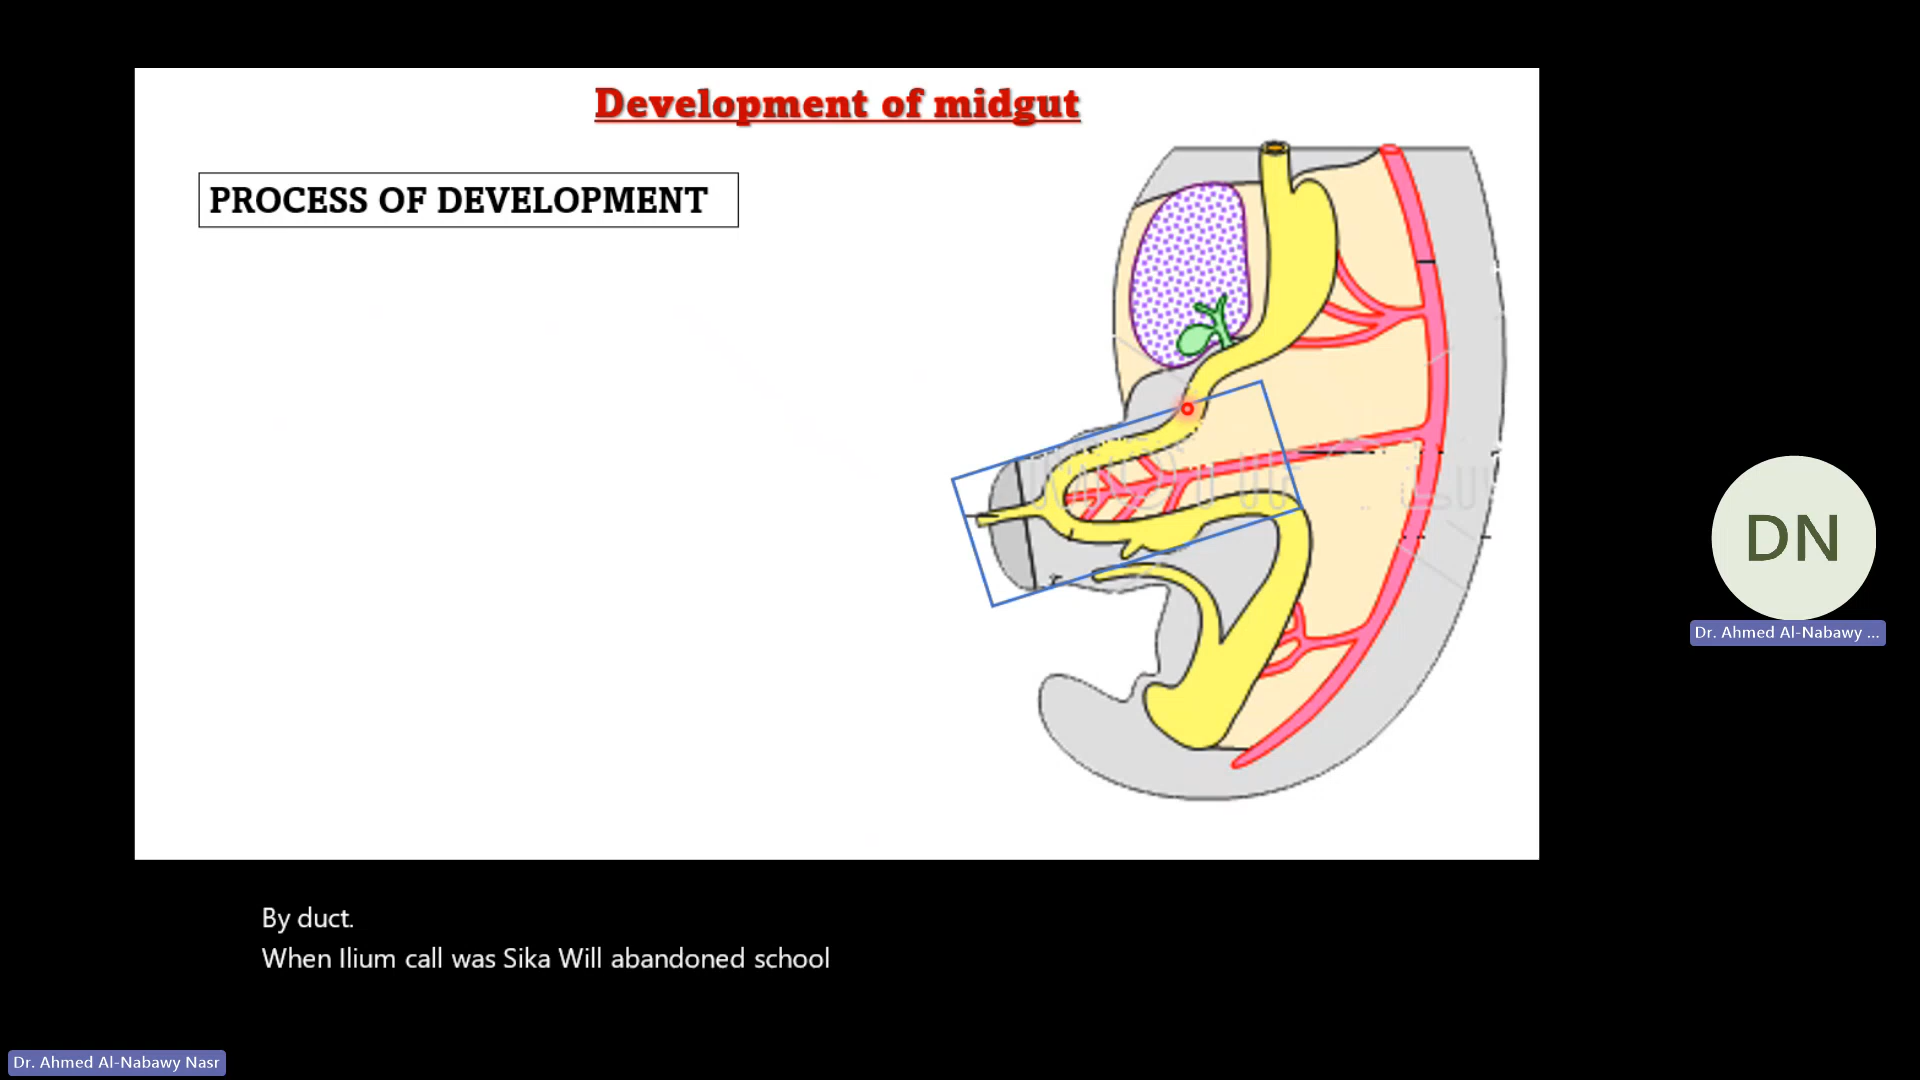 Development of midgut
PROCESS OF DEVELOPMENT
DN
Dr. Ahmed Al-Nabawy ...
By duct.
When Ilium call was Sika Will abandoned school
Dr. Ahmed Al-Nabawy Nasr